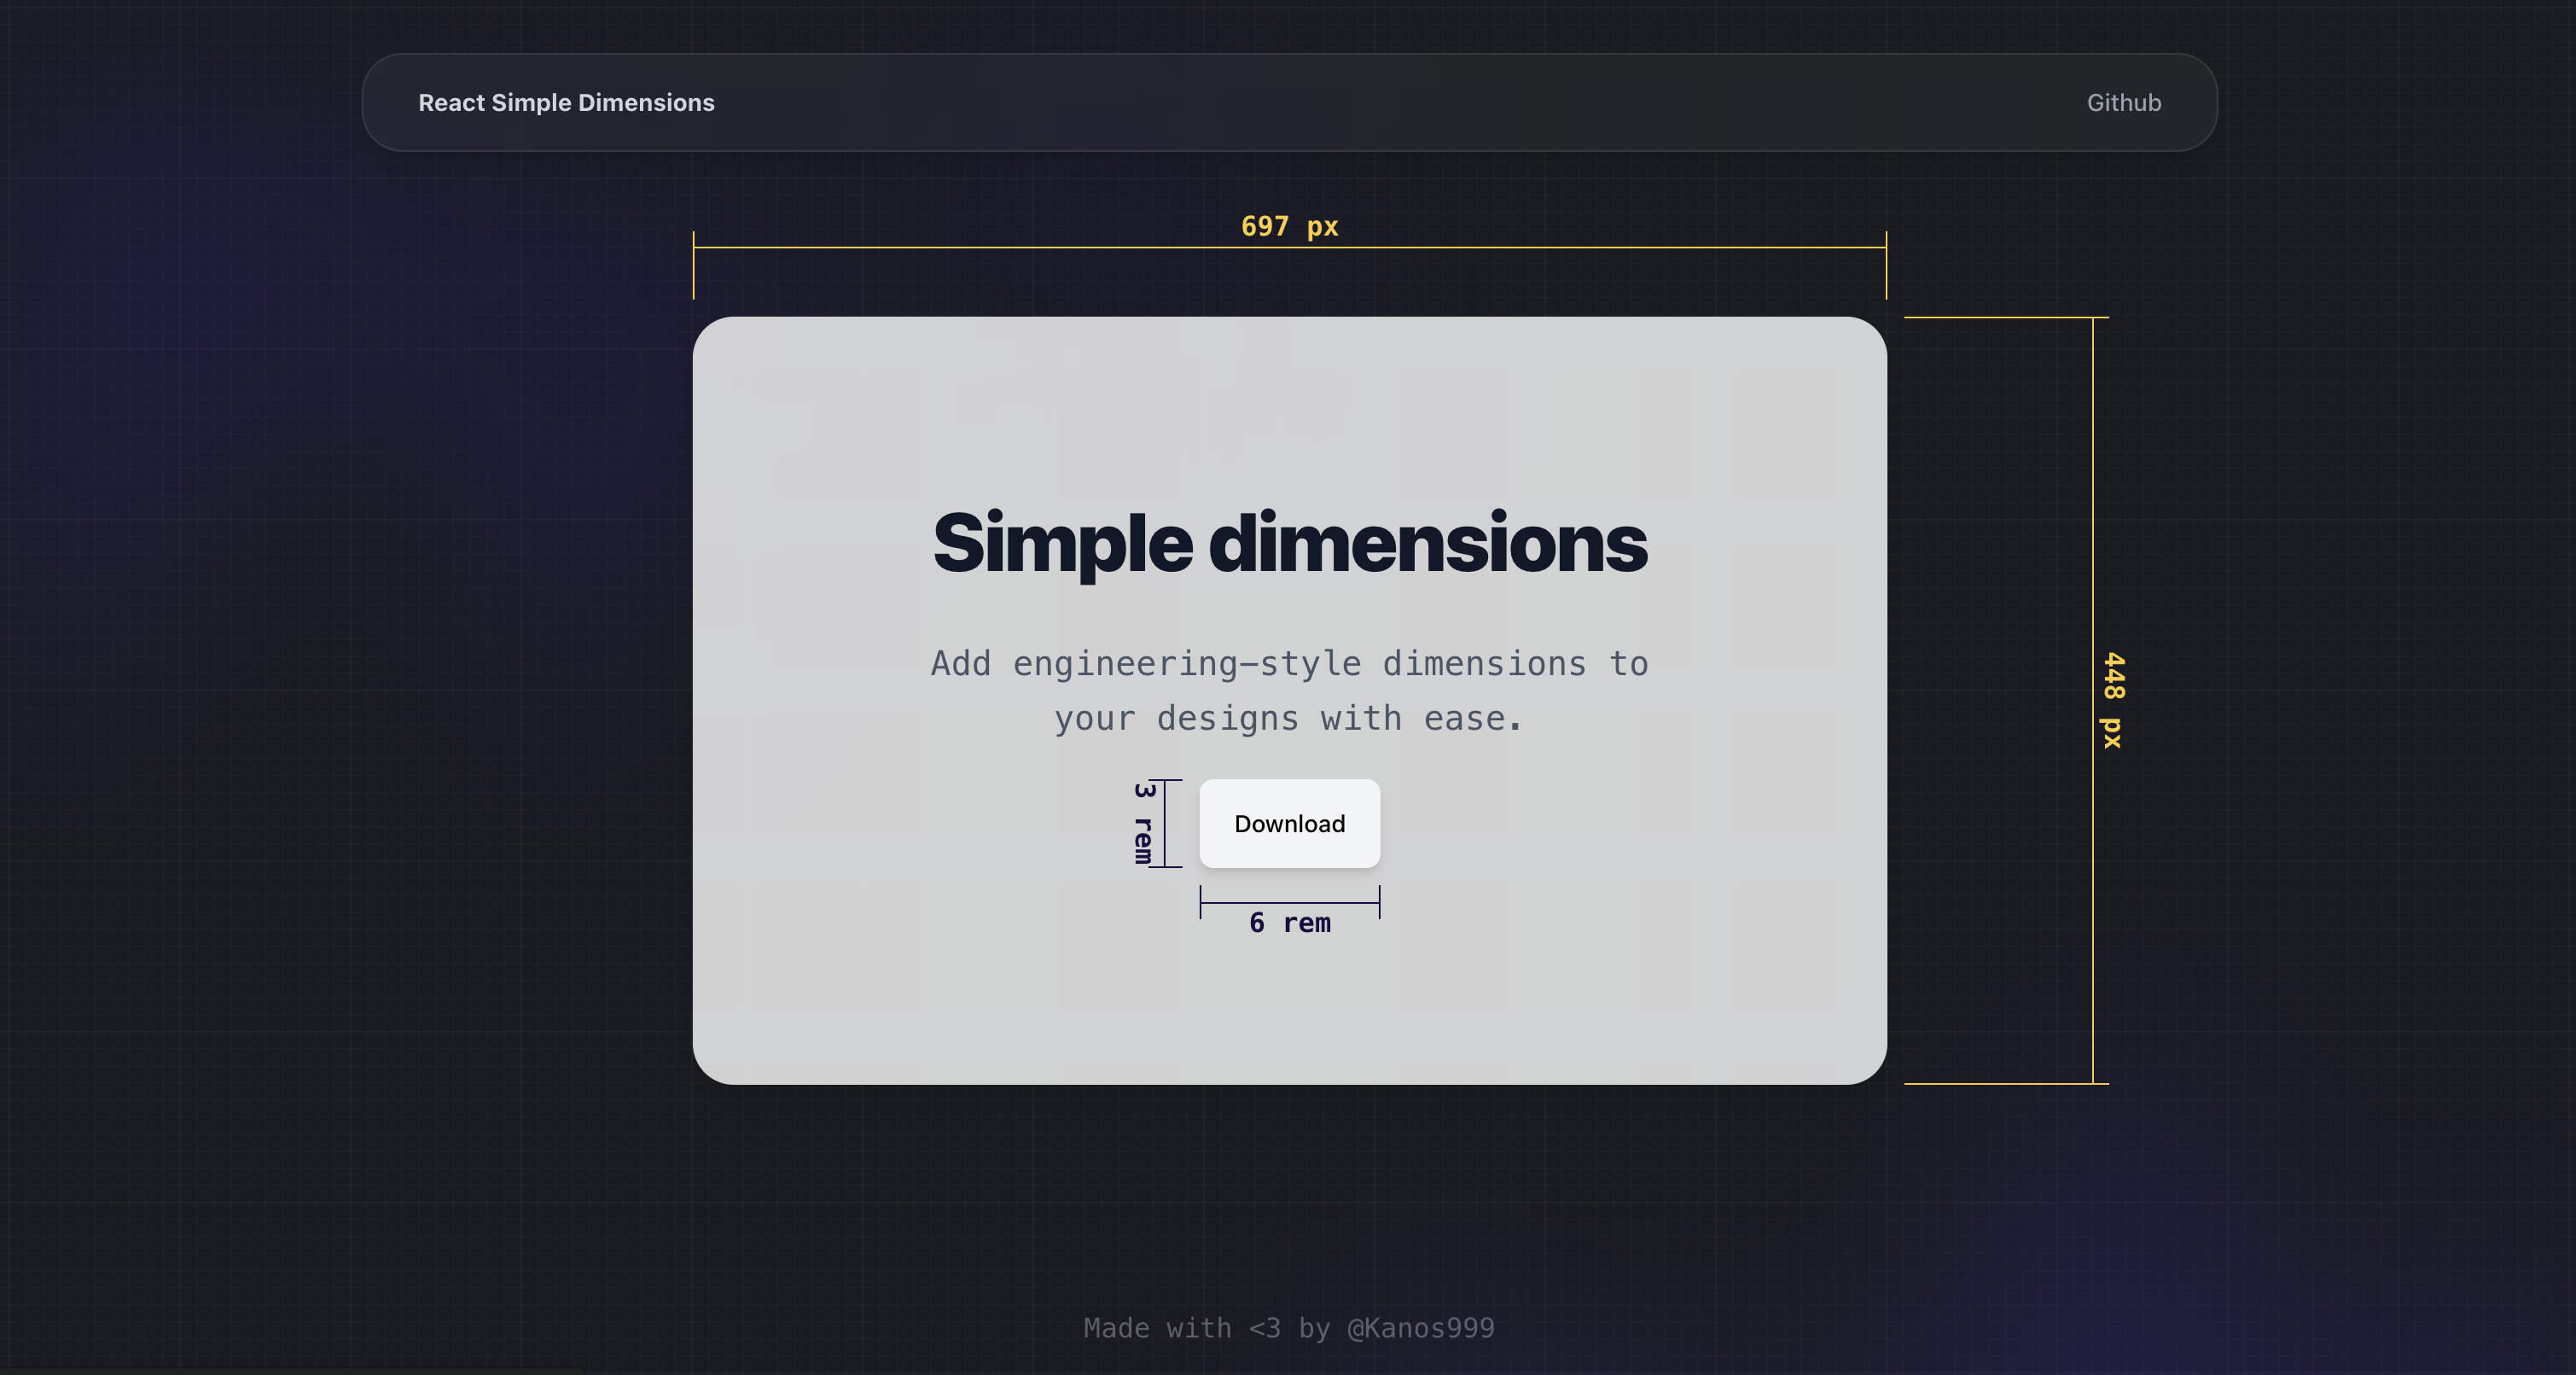 React Simple Dimensions
Github
697 px
448 px
Simple dimensions
Add engineering-style dimensions to
your designs with ease.
3 rem
Download
6 rem
Made with <3 by @Kanos999